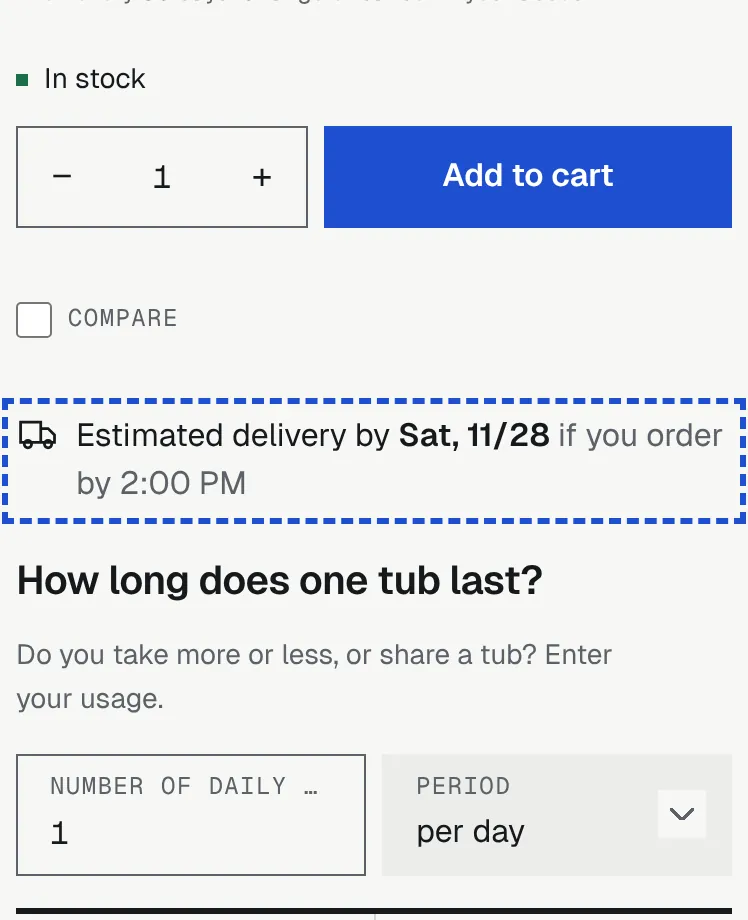 In stock
− 1 +
Add to cart
COMPARE
Estimated delivery by Sat, 11/28 if you order
by 2:00 PM
How long does one tub last?
Do you take more or less, or share a tub? Enter
your usage.
NUMBER OF DAILY …
1
PERIOD
per day